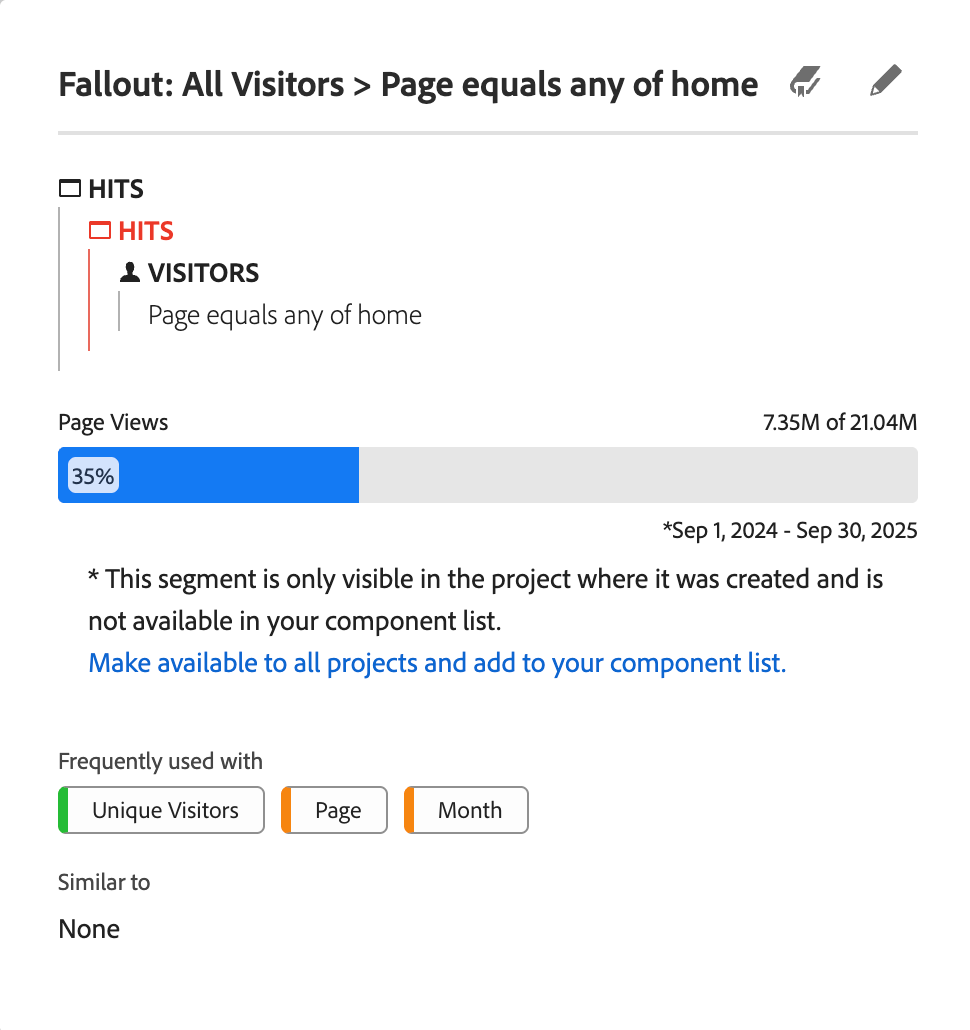 Fallout: All Visitors > Page equals any of home
HITS
HITS
VISITORS
Page equals any of home
Page Views 7.35M of 21.04M
35%
*Sep 1, 2024 - Sep 30, 2025
* This segment is only visible in the project where it was created and is
not available in your component list.
Make available to all projects and add to your component list.
Frequently used with
Unique Visitors Page Month
Similar to
None